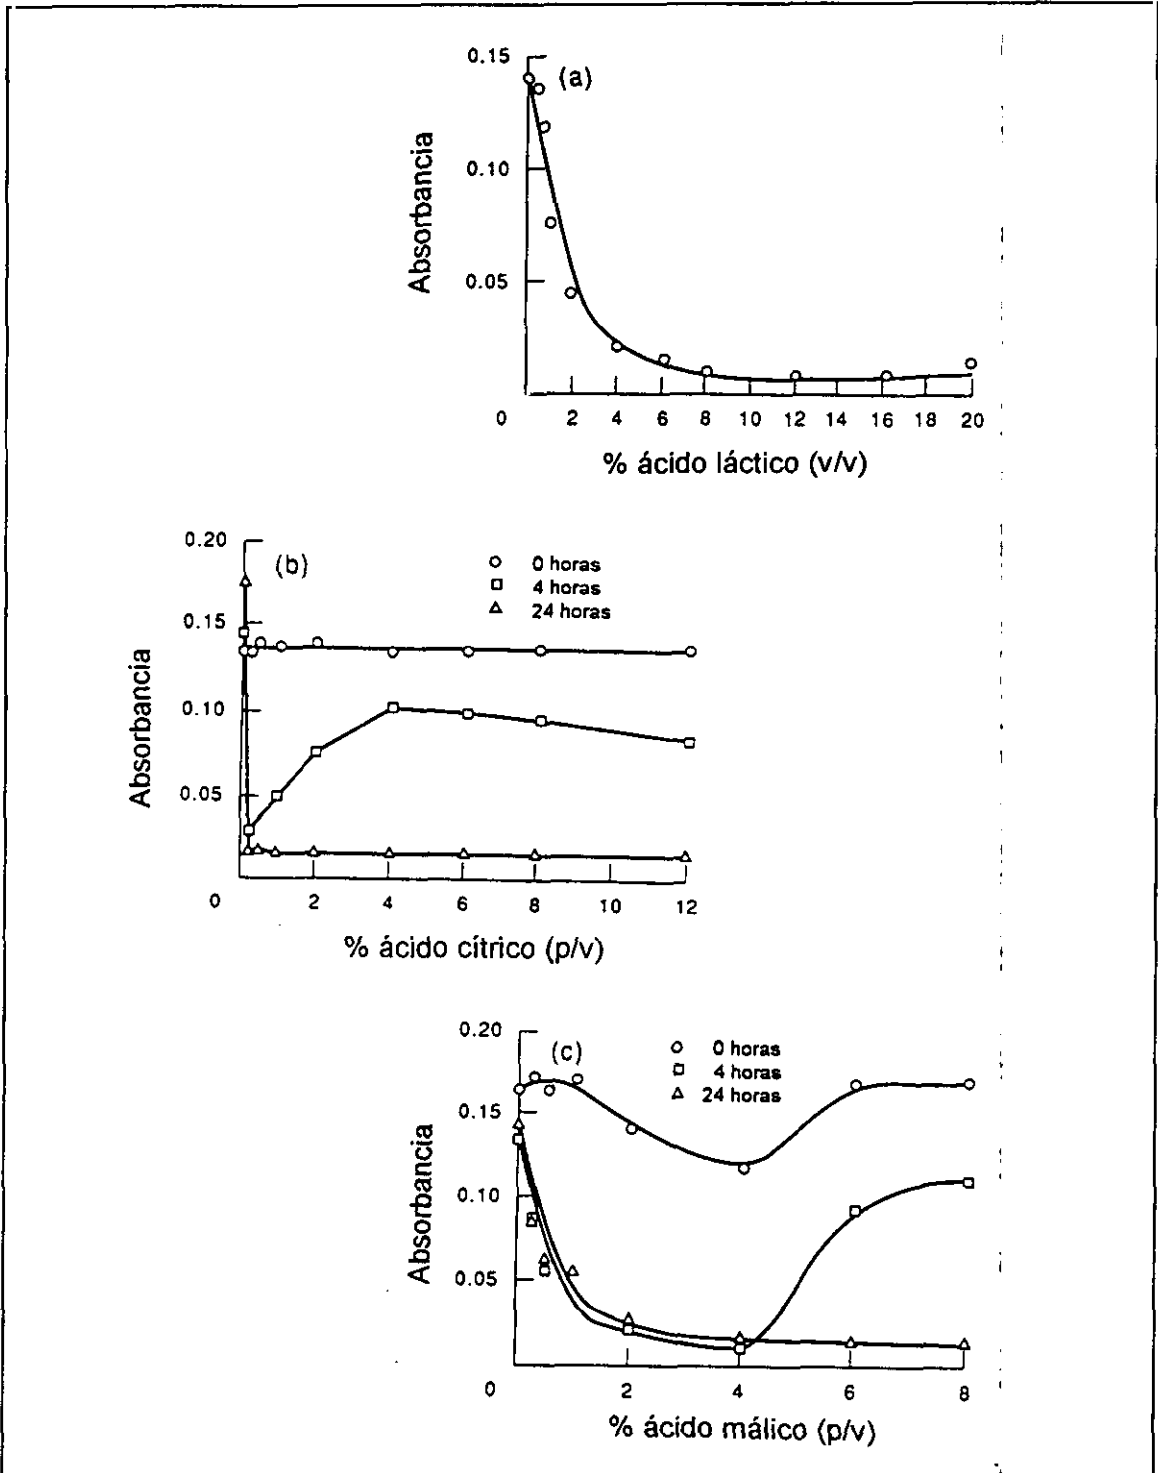 (a)
0.15
0.10
0.05
Absorbancia
0 2 4 6 8 10 12 14 16 18 20
% ácido láctico (v/v)
(b)
0 horas
4 horas
24 horas
0.20
0.15
0.10
0.05
Absorbancia
0 2 4 6 8 10 12
% ácido cítrico (p/v)
(c)
0 horas
4 horas
24 horas
0.20
0.15
0.10
0.05
Absorbancia
0 2 4 6 8
% ácido málico (p/v)